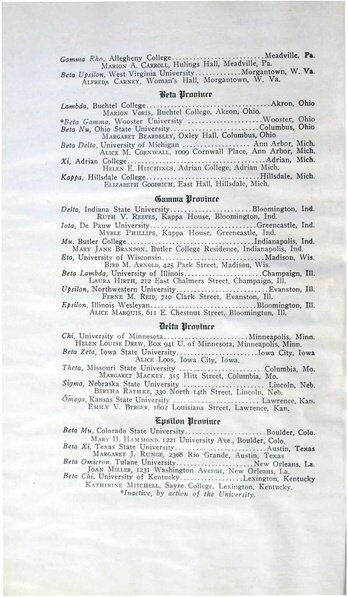 Gamma Rho, Allegheny College..........Meadville, Pa.
MARION A. CARROLL, Hulings Hall, Meadville, Pa.
Beta Upsilon, West Virginia University..........Morgantown, W. Va.
ALFREDA CARNEY, Woman's Hall, Morgantown, W. Va.
Beta Province
Lambda, Buchtel College..........Akron, Ohio
MARION VORIS, Buchtel College, Akron, Ohio.
*Beta Gamma, Wooster University..........Wooster, Ohio
Beta Nu, Ohio State University..........Columbus, Ohio
MARGARET BEARDSLEY, Oxley Hall, Columbus, Ohio
Beta Delta, University of Michigan..........Ann Arbor, Mich.
ALICE M. CORNWALL, 1009 Cornwall Place, Ann Arbor, Mich.
Xi, Adrian College..........Adrian, Mich.
HELEN E. HITCHINGS, Adrian College, Adrian Mich.
Kappa, Hillsdale College..........Hillsdale, Mich.
ELIZABETH GOODRICH, East Hall, Hillsdale, Mich.
Gamma Province
Delta, Indiana State University..........Bloomington, Ind.
RUTH V. REEVES, Kappa House, Bloomington, Ind.
Iota, De Pauw University..........Greencastle, Ind.
MYRLE PHILLIPS, Kappa House, Greencastle, Ind.
Mu, Butler College..........Indianapolis, Ind.
MARY JANE BRANDON, Butler College Residence, Indianapolis, Ind.
Eta, University of Wisconsin..........Madison, Wis.
BIRD M. ARNOLD, 425 Park Street, Madison, Wis.
Beta Lambda, University of Illinois..........Champaign, Ill.
LAURA HIRTH, 212 East Chalmers Street, Champaign, Ill.
Upsilon, Northwestern University..........Evanston, Ill.
FERNE M. REID, 710 Clark Street, Evanston, Ill.
Epsilon, Illinois Wesleyan..........Bloomington, Ill.
ALICE MARQUIS, 611 E. Chestnut Street, Bloomington, Ill.
Delta Province
Chi, University of Minnesota..........Minneapolis, Minn.
HELEN LOUISE DREW, Box 941 U. of Minnesota, Minneapolis, Minn.
Beta Zeta, Iowa State University..........Iowa City, Iowa
ALICE LOOS, Iowa City, Iowa.
Theta, Missouri State University..........Columbia, Mo.
MARGARET MACKEY, 315 Hitt Street, Columbia, Mo.
Sigma, Nebraska State University..........Lincoln, Neb.
BERTHA RATHKE, 330 North 14th Street, Lincoln, Neb.
Omega, Kansas State University..........Lawrence, Kan.
EMILY V. BERGER, 1602 Louisiana Street, Lawrence, Kan.
Epsilon Province
Beta Mu, Colorado State University..........Boulder, Colo.
MARY H. HAMMOND, 1221 University Ave., Boulder, Colo.
Beta Xi, Texas State University..........Austin, Texas
MARGARET J. RUNGE, 2308 Rio Grande, Austin, Texas
Beta Omicron, Tulane University..........New Orleans, La.
JOAN MILLER, 1231 Washington Avenue, New Orleans, La.
Beta Chi, University of Kentucky..........Lexington, Kentucky
KATHERINE MITCHELL, Sayre College, Lexington, Kentucky.
*Inactive, by action of the University.